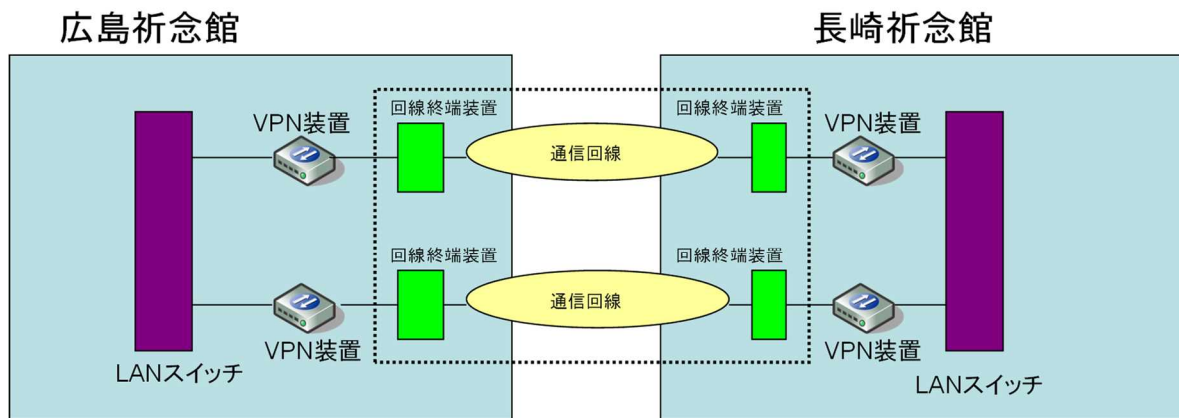 広島祈念館
長崎祈念館
VPN装置
回線終端装置
通信回線
回線終端装置
VPN装置
回線終端装置
通信回線
回線終端装置
VPN装置
VPN装置
LANスイッチ
LANスイッチ